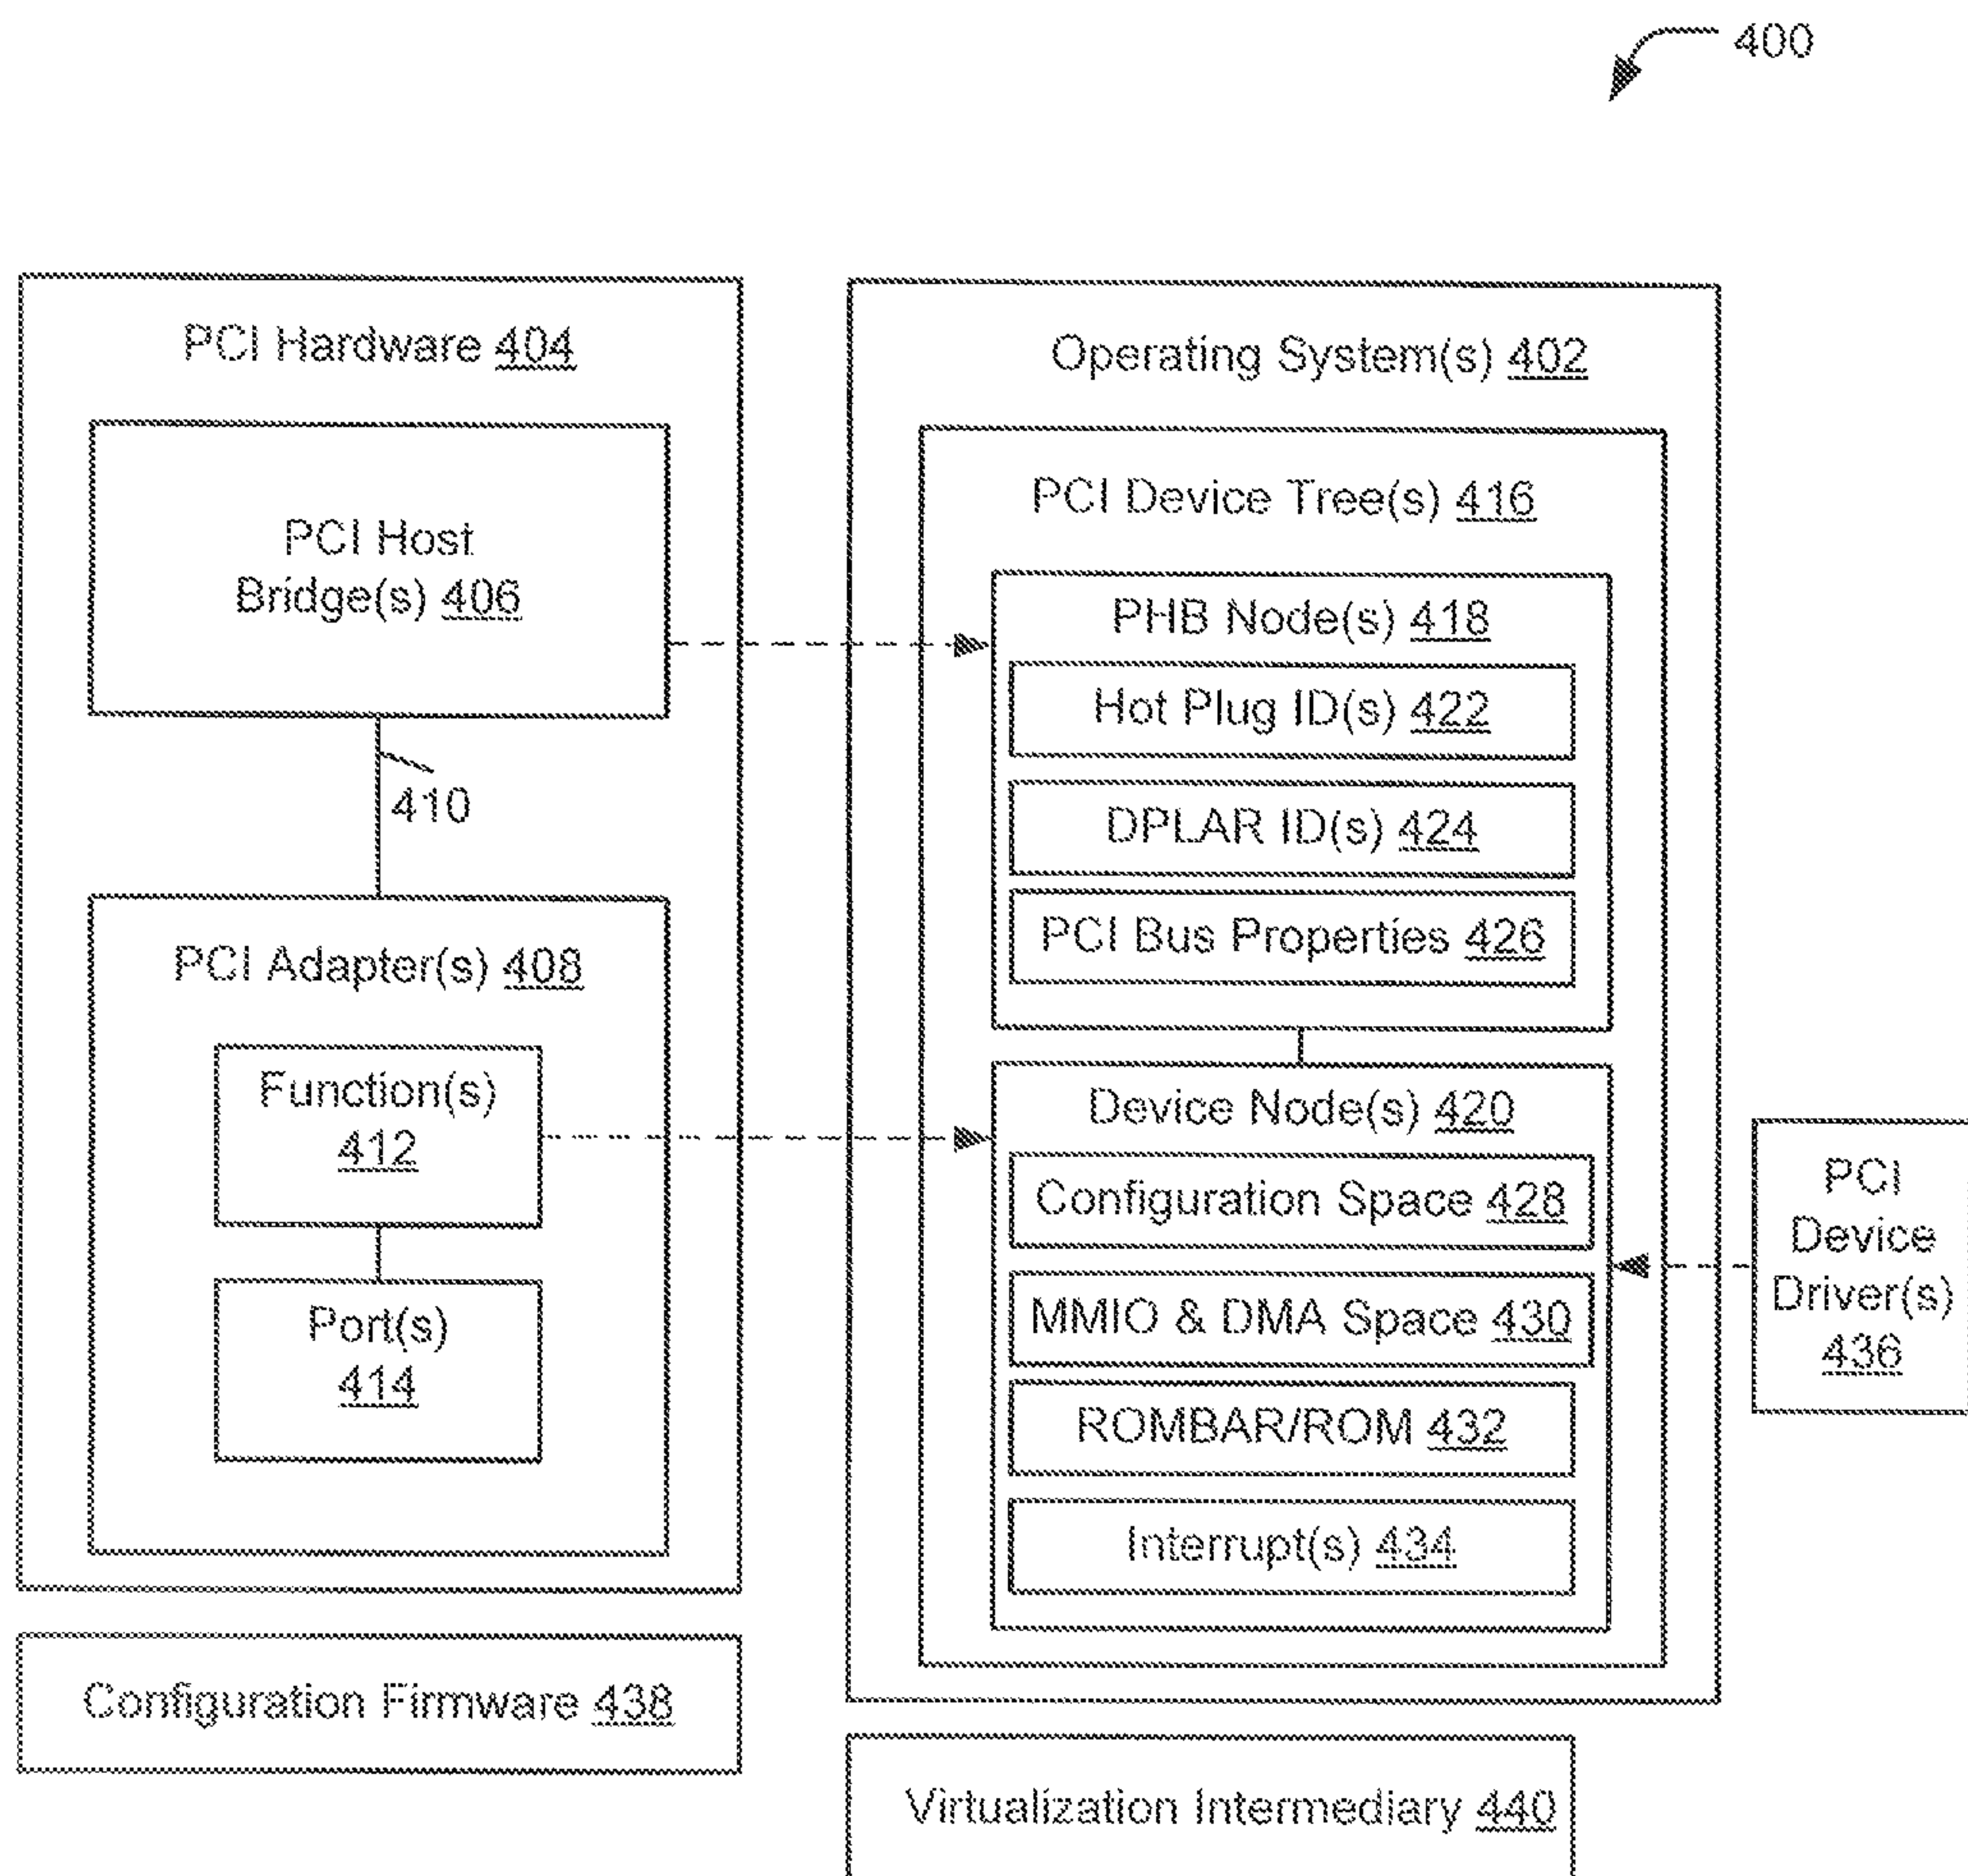 400
PCI Hardware 404
PCI Host
Bridge(s) 406
410
PCI Adapter(s) 408
Function(s)
412
Port(s)
414
Configuration Firmware 438
Operating System(s) 402
PCI Device Tree(s) 416
PHB Node(s) 418
Hot Plug ID(s) 422
DPLAR ID(s) 424
PCI Bus Properties 426
Device Node(s) 420
Configuration Space 428
MMIO & DMA Space 430
ROMBAR/ROM 432
Interrupt(s) 434
PCI
Device
Driver(s)
436
Virtualization Intermediary 440